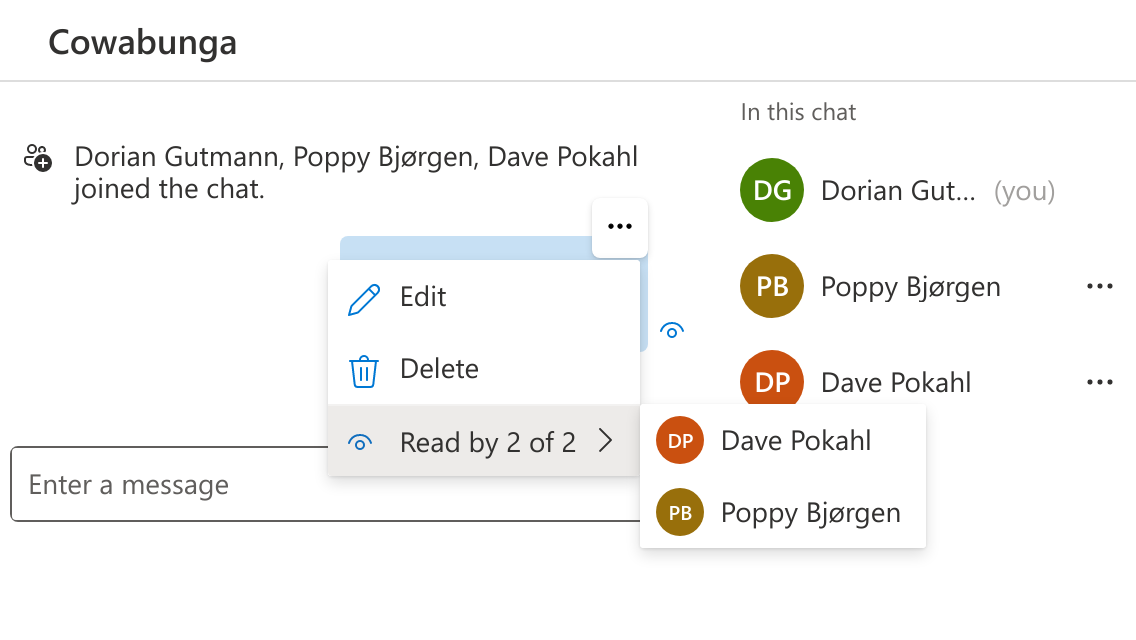 Cowabunga
In this chat
Dorian Gutmann, Poppy Bjørgen, Dave Pokahl
joined the chat.
DG Dorian Gut... (you)
PB Poppy Bjørgen
DP Dave Pokahl
Edit
Delete
Read by 2 of 2
DP Dave Pokahl
PB Poppy Bjørgen
Enter a message